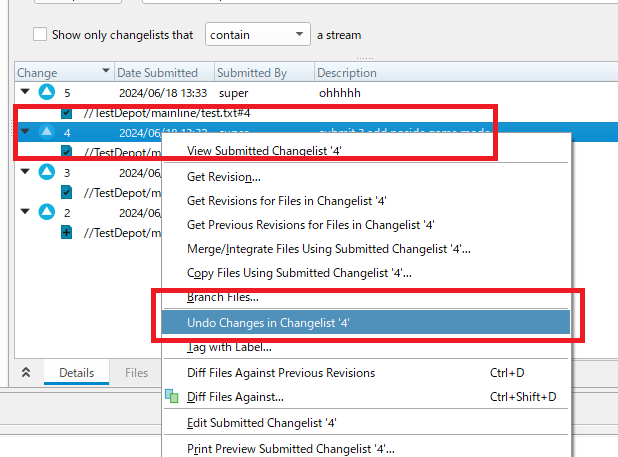 Show only changelists that contain a stream
Change Date Submitted Submitted By Description
5 2024/06/18 13:33 super ohhhhh
//TestDepot/mainline/test.txt#4
4 2024/06/18 13:32 super submit 3 add
//TestDepot/m
3 2024/06/
//TestDepot/m
2 2024/06/
//TestDepot/m
View Submitted Changelist '4'
Get Revision...
Get Revisions for Files in Changelist '4'
Get Previous Revisions for Files in Changelist '4'
Merge/Integrate Files Using Submitted Changelist '4'...
Copy Files Using Submitted Changelist '4'...
Branch Files...
Undo Changes in Changelist '4'
Tag with Label...
Diff Files Against Previous Revisions Ctrl+D
Diff Files Against... Ctrl+Shift+D
Edit Submitted Changelist '4'
Print Preview Submitted Changelist '4'...
Details Files